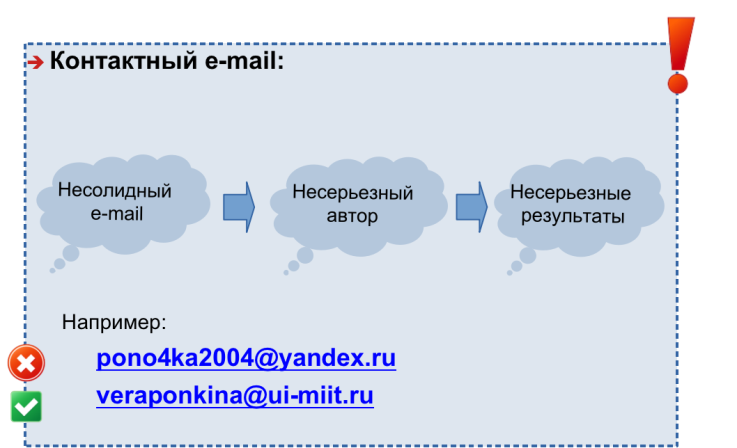 Контактный e-mail:
Несолидный
e-mail
Несерьезный
автор
Несерьезные
результаты
Например:
pono4ka2004@yandex.ru
veraponkina@ui-miit.ru